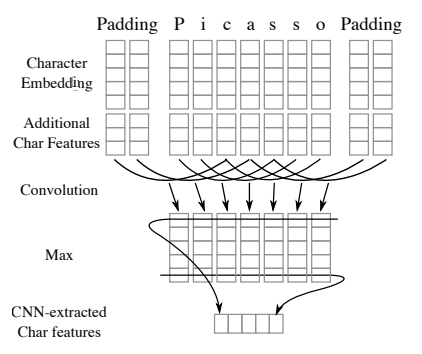 Padding P i c a s s o Padding
Character
Embedding
Additional
Char Features
Convolution
Max
CNN-extracted
Char features